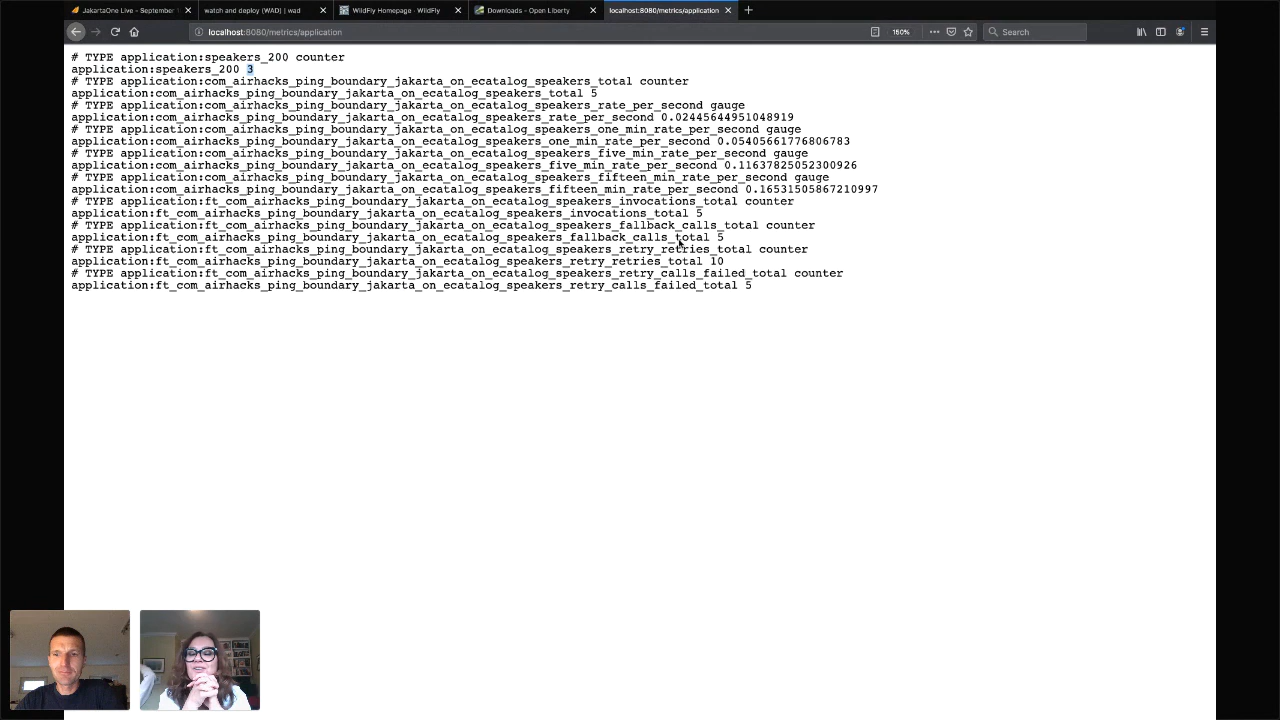 JakartaOne Live - September 1
watch and deploy (WAD) | wad
WildFly Homepage · WildFly
Downloads - Open Liberty
localhost:8080/metrics/application
localhost:8080/metrics/application
150%
Search
# TYPE application:speakers_200 counter
application:speakers_200 3
# TYPE application:com_airhacks_ping_boundary_jakarta_on_ecatalog_speakers_total counter
application:com_airhacks_ping_boundary_jakarta_on_ecatalog_speakers_total 5
# TYPE application:com_airhacks_ping_boundary_jakarta_on_ecatalog_speakers_rate_per_second gauge
application:com_airhacks_ping_boundary_jakarta_on_ecatalog_speakers_rate_per_second 0.02445644951048919
# TYPE application:com_airhacks_ping_boundary_jakarta_on_ecatalog_speakers_one_min_rate_per_second gauge
application:com_airhacks_ping_boundary_jakarta_on_ecatalog_speakers_one_min_rate_per_second 0.05405661776806783
# TYPE application:com_airhacks_ping_boundary_jakarta_on_ecatalog_speakers_five_min_rate_per_second gauge
application:com_airhacks_ping_boundary_jakarta_on_ecatalog_speakers_five_min_rate_per_second 0.11637825052300926
# TYPE application:com_airhacks_ping_boundary_jakarta_on_ecatalog_speakers_fifteen_min_rate_per_second gauge
application:com_airhacks_ping_boundary_jakarta_on_ecatalog_speakers_fifteen_min_rate_per_second 0.16531505867210997
# TYPE application:ft_com_airhacks_ping_boundary_jakarta_on_ecatalog_speakers_invocations_total counter
application:ft_com_airhacks_ping_boundary_jakarta_on_ecatalog_speakers_invocations_total 5
# TYPE application:ft_com_airhacks_ping_boundary_jakarta_on_ecatalog_speakers_fallback_calls_total counter
application:ft_com_airhacks_ping_boundary_jakarta_on_ecatalog_speakers_fallback_calls_total 5
# TYPE application:ft_com_airhacks_ping_boundary_jakarta_on_ecatalog_speakers_retry_retries_total counter
application:ft_com_airhacks_ping_boundary_jakarta_on_ecatalog_speakers_retry_retries_total 10
# TYPE application:ft_com_airhacks_ping_boundary_jakarta_on_ecatalog_speakers_retry_calls_failed_total counter
application:ft_com_airhacks_ping_boundary_jakarta_on_ecatalog_speakers_retry_calls_failed_total 5